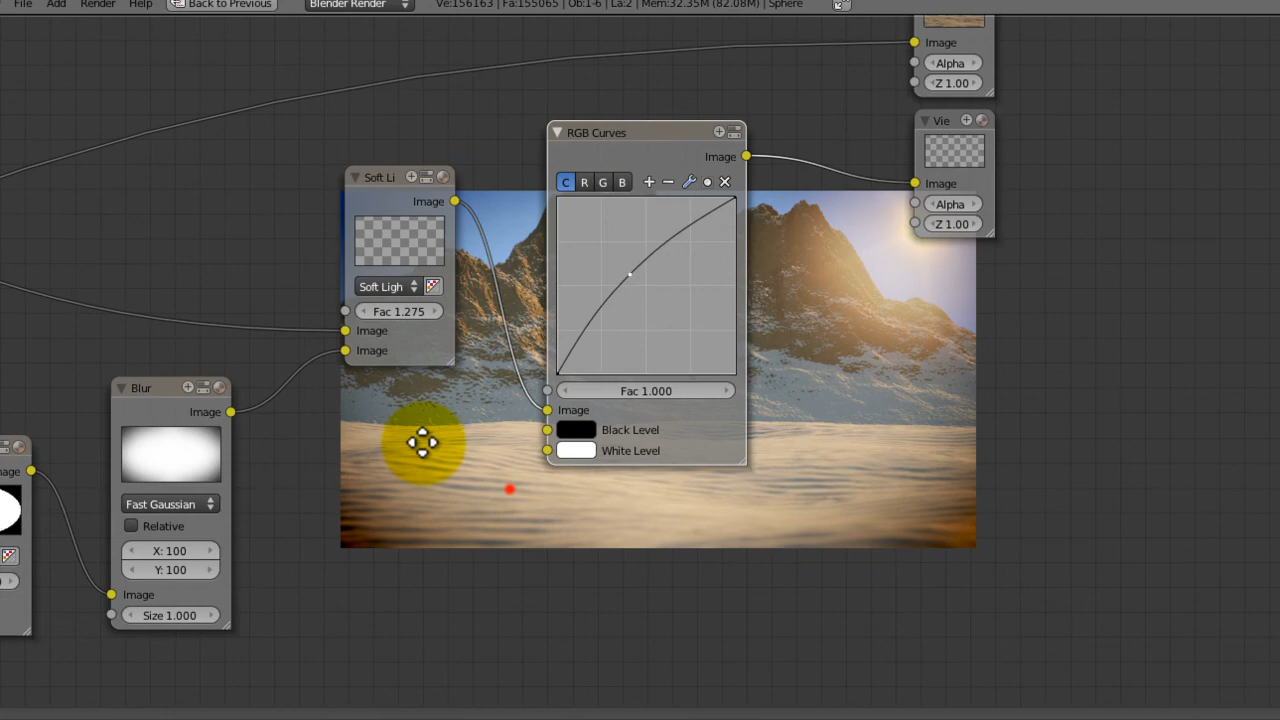 File Add Render Help Back to Previous Blender Render Ve:156163 | Fa:155065 | Ob:1-6 | La:2 | Mem:32.35M (82.08M) | Sphere
Image
Alpha
Z 1.00
Vie
Image
Alpha
Z 1.00
RGB Curves
Image
C R G B
Fac 1.000
Image
Black Level
White Level
Soft Li
Image
Soft Ligh
Fac 1.275
Image
Image
Blur
Image
Fast Gaussian
Relative
X: 100
Y: 100
Image
Size 1.000
age